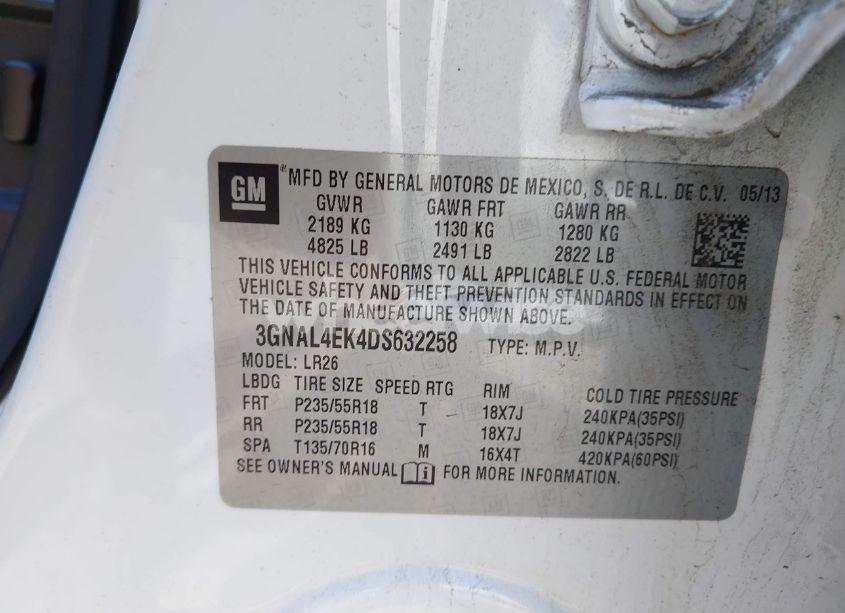 GM ® MFD BY GENERAL MOTORS DE MEXICO, S. DE R.L. DE C.V. 05/13
GVWR GAWR FRT GAWR RR
2189 KG 1130 KG 1280 KG
4825 LB 2491 LB 2822 LB
THIS VEHICLE CONFORMS TO ALL APPLICABLE U.S. FEDERAL MOTOR
VEHICLE SAFETY AND THEFT PREVENTION STANDARDS IN EFFECT ON
THE DATE OF MANUFACTURE SHOWN ABOVE.
3GNAL4EK4DS632258 TYPE: M.P.V.
MODEL: LR26
LBDG TIRE SIZE SPEED RTG RIM COLD TIRE PRESSURE
FRT P235/55R18 T 18X7J 240KPA(35PSI)
RR P235/55R18 T 18X7J 240KPA(35PSI)
SPA T135/70R16 M 16X4T 420KPA(60PSI)
SEE OWNER'S MANUAL FOR MORE INFORMATION.